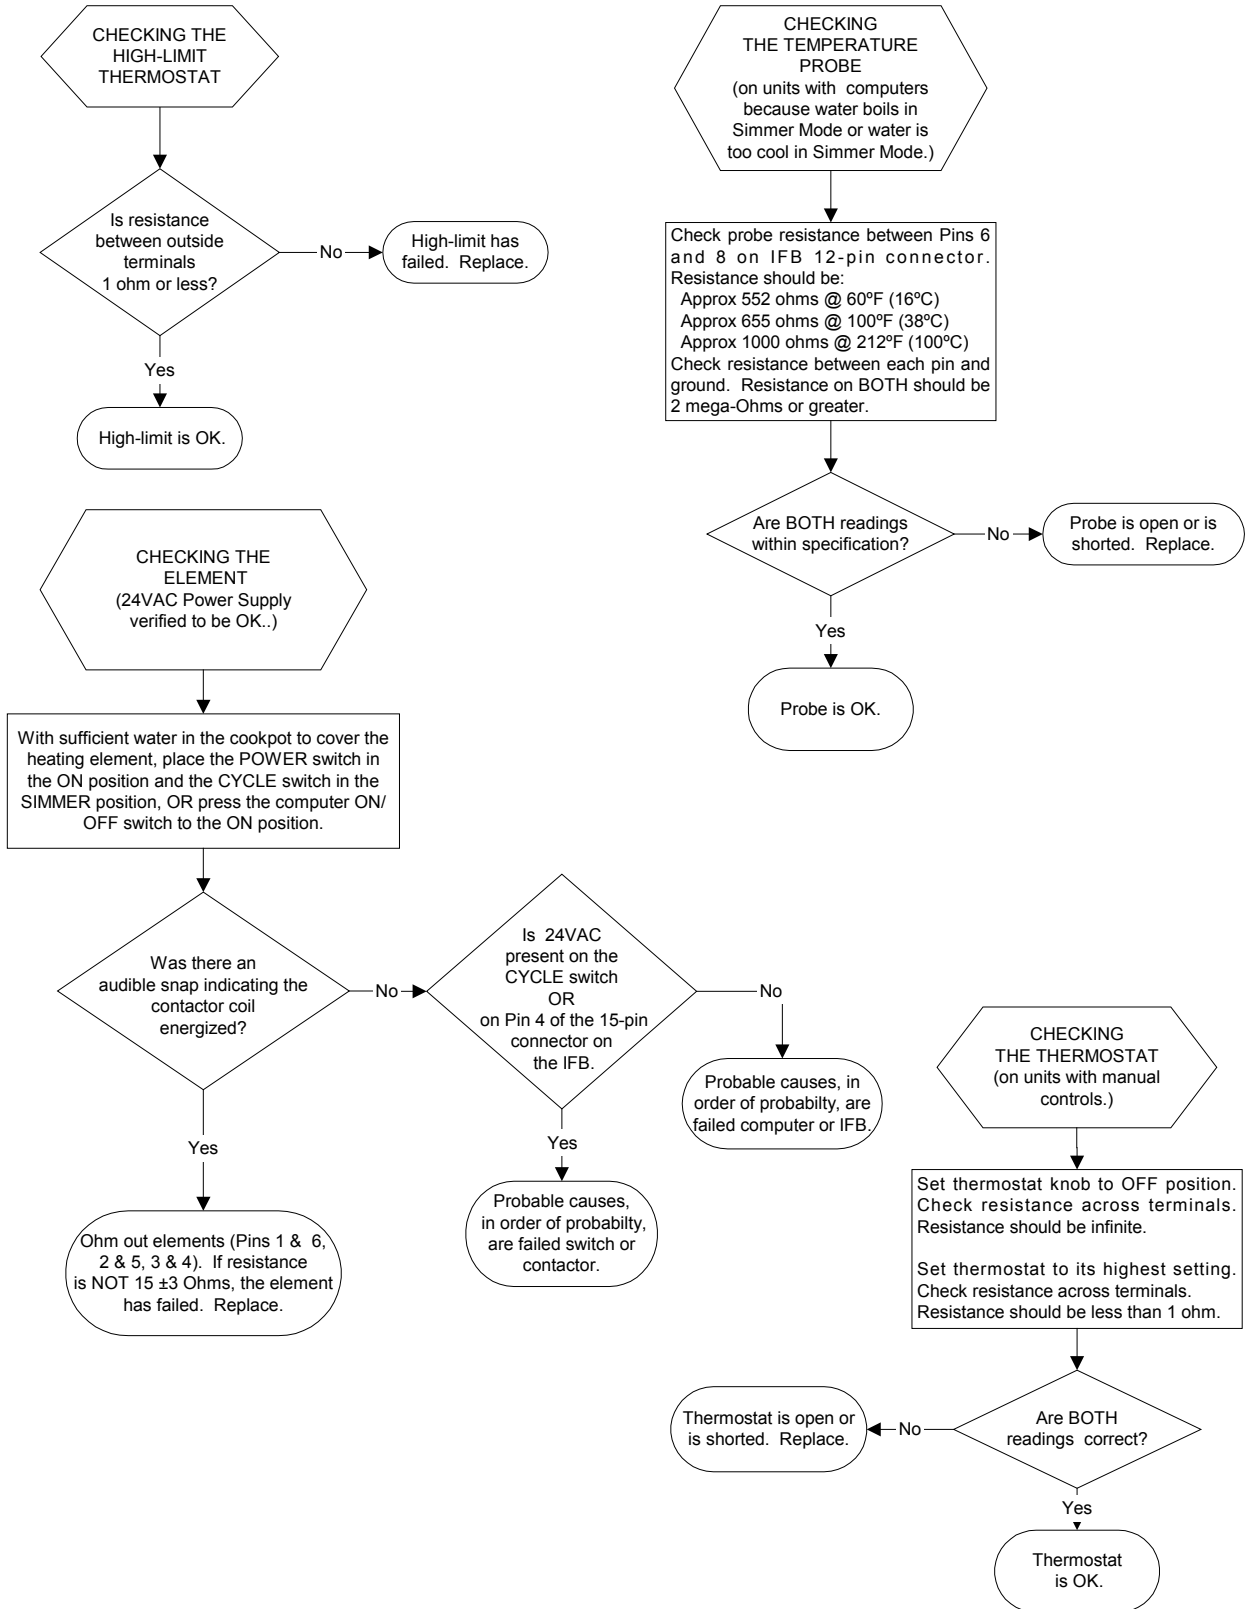 CHECKING THE
HIGH-LIMIT
THERMOSTAT
Is resistance
between outside
terminals
1 ohm or less?
No
High-limit has
failed.  Replace.
Yes
High-limit is OK.
CHECKING
THE TEMPERATURE
PROBE
(on units with  computers
because water boils in
Simmer Mode or water is
too cool in Simmer Mode.)
Check probe resistance between Pins 6
and 8 on IFB 12-pin connector.
Resistance should be:
Approx 552 ohms @ 60ºF (16ºC)
Approx 655 ohms @ 100ºF (38ºC)
Approx 1000 ohms @ 212ºF (100ºC)
Check resistance between each pin and
ground.  Resistance on BOTH should be
2 mega-Ohms or greater.
Are BOTH readings
within specification?
No
Probe is open or is
shorted.  Replace.
Yes
Probe is OK.
CHECKING THE
ELEMENT
(24VAC Power Supply
verified to be OK..)
With sufficient water in the cookpot to cover the
heating element, place the POWER switch in
the ON position and the CYCLE switch in the
SIMMER position, OR press the computer ON/
OFF switch to the ON position.
Was there an
audible snap indicating the
contactor coil
energized?
No
Is  24VAC
present on the
CYCLE switch
OR
on Pin 4 of the 15-pin
connector on
the IFB.
No
Probable causes, in
order of probabilty, are
failed computer or IFB.
Yes
Probable causes,
in order of probabilty,
are failed switch or
contactor.
Yes
Ohm out elements (Pins 1 &  6,
2 & 5, 3 & 4).  If resistance
is NOT 15 ±3 Ohms, the element
has failed.  Replace.
CHECKING
THE THERMOSTAT
(on units with manual
controls.)
Set thermostat knob to OFF position.
Check resistance across terminals.
Resistance should be infinite.
Set thermostat to its highest setting.
Check resistance across terminals.
Resistance should be less than 1 ohm.
Are BOTH
readings  correct?
No
Thermostat is open or
is shorted.  Replace.
Yes
Thermostat
is OK.